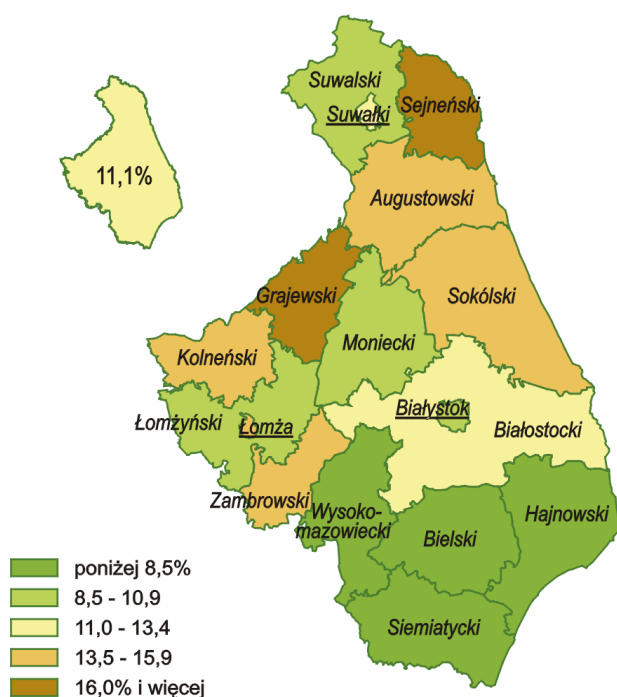 Suwalski
Suwałki
Sejneński
11,1%
Augustowski
Grajewski
Sokólski
Moniecki
Kolneński
Białystok
Łomżyński
Łomża
Białostocki
Zambrowski
Wysoko-
mazowiecki
Hajnowski
Bielski
Siemiatycki
poniżej 8,5%
8,5 - 10,9
11,0 - 13,4
13,5 - 15,9
16,0% i więcej